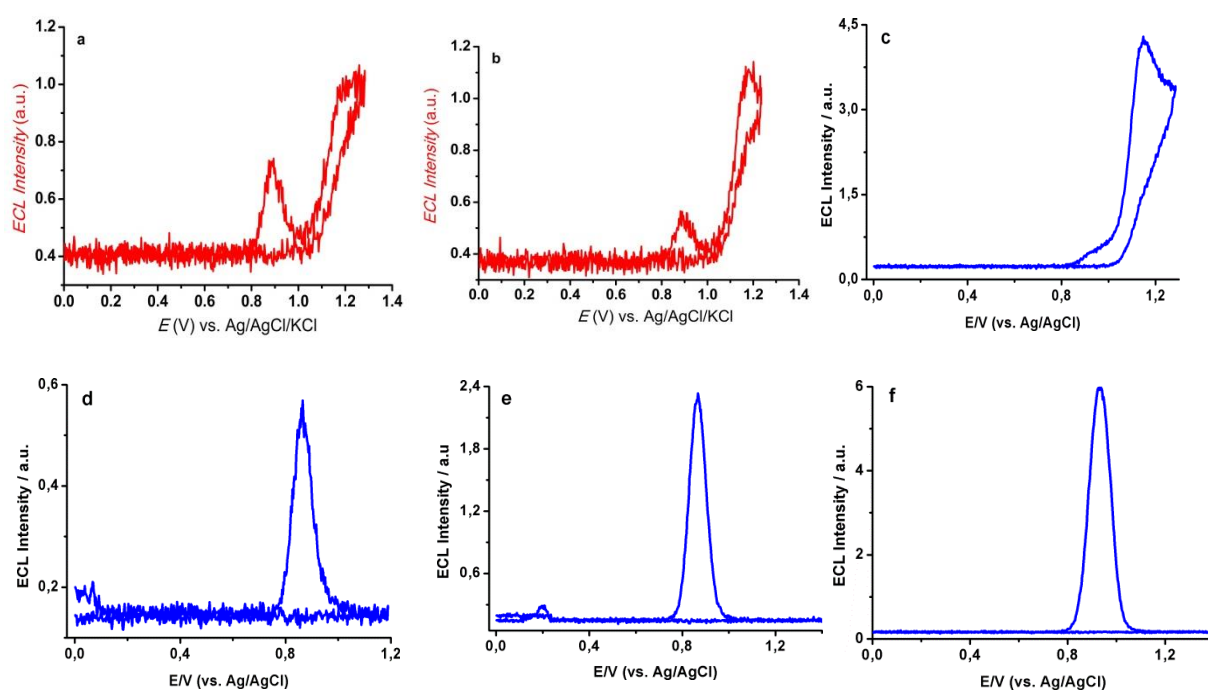 a
ECL Intensity (a.u.)
1.2
1.0
0.8
0.6
0.4
0.0 0.2 0.4 0.6 0.8 1.0 1.2 1.4
E (V) vs. Ag/AgCl/KCl
b
ECL Intensity (a.u.)
1.2
1.0
0.8
0.6
0.4
0.0 0.2 0.4 0.6 0.8 1.0 1.2 1.4
E (V) vs. Ag/AgCl/KCl
c
ECL Intensity / a.u.
4,5
3,0
1,5
0,0
0,0 0,4 0,8 1,2
E/V (vs. Ag/AgCl)
d
ECL Intensity / a.u.
0,6
0,4
0,2
0,0 0,4 0,8 1,2
E/V (vs. Ag/AgCl)
e
ECL Intensity / a.u
2,4
1,8
1,2
0,6
0,0 0,4 0,8 1,2
E/V (vs. Ag/AgCl)
f
ECL Intensity / a.u.
6
4
2
0
0,0 0,4 0,8 1,2
E/V (vs. Ag/AgCl)